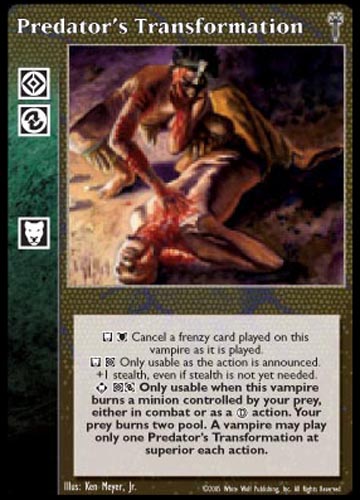 Predator's Transformation
Cancel a frenzy card played on this
vampire as it is played.
Only usable as the action is announced.
+1 stealth, even if stealth is not yet needed.
Only usable when this vampire
burns a minion controlled by your prey,
either in combat or as a Ⓓ action. Your
prey burns two pool. A vampire may play
only one Predator's Transformation at
superior each action.
Illus: Ken Meyer, Jr. ©2005 White Wolf Publishing, Inc. All Rights Reserved